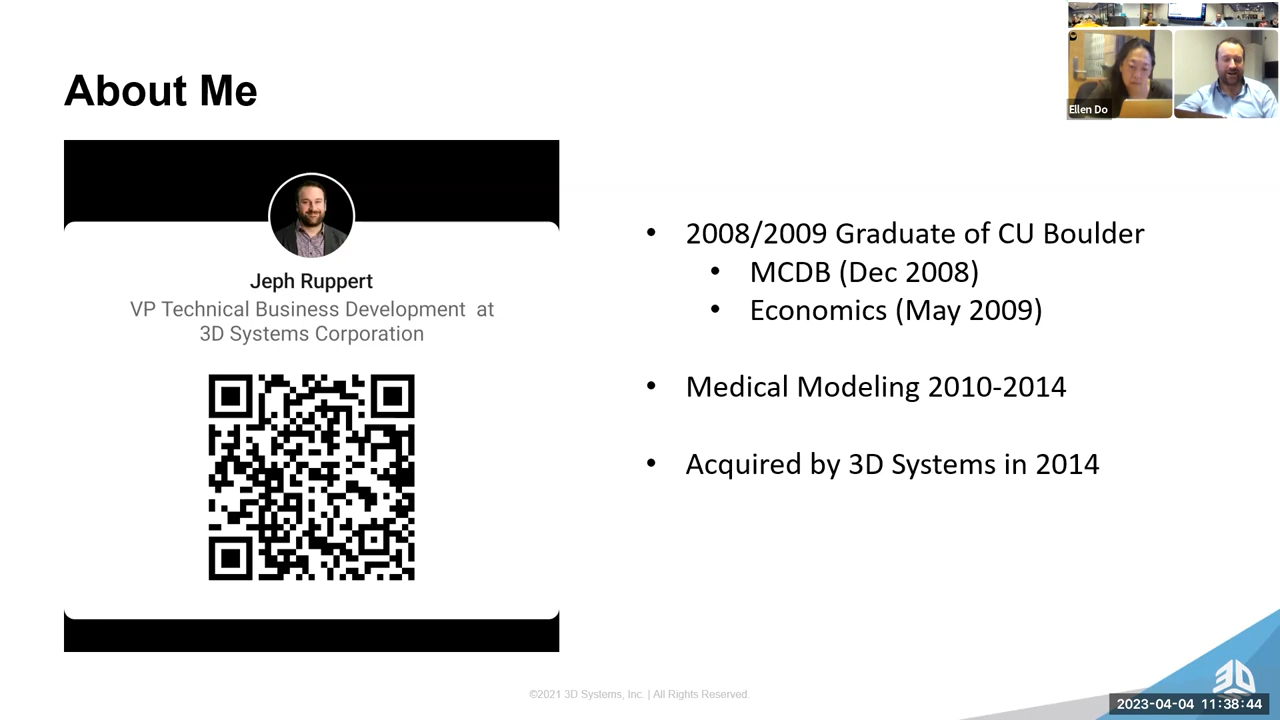 About Me
Ellen Do
Jeph Ruppert
VP Technical Business Development at
3D Systems Corporation
• 2008/2009 Graduate of CU Boulder
• MCDB (Dec 2008)
• Economics (May 2009)
• Medical Modeling 2010-2014
• Acquired by 3D Systems in 2014
©2021 3D Systems, Inc. | All Rights Reserved.
3D
2023-04-04 11:38:44